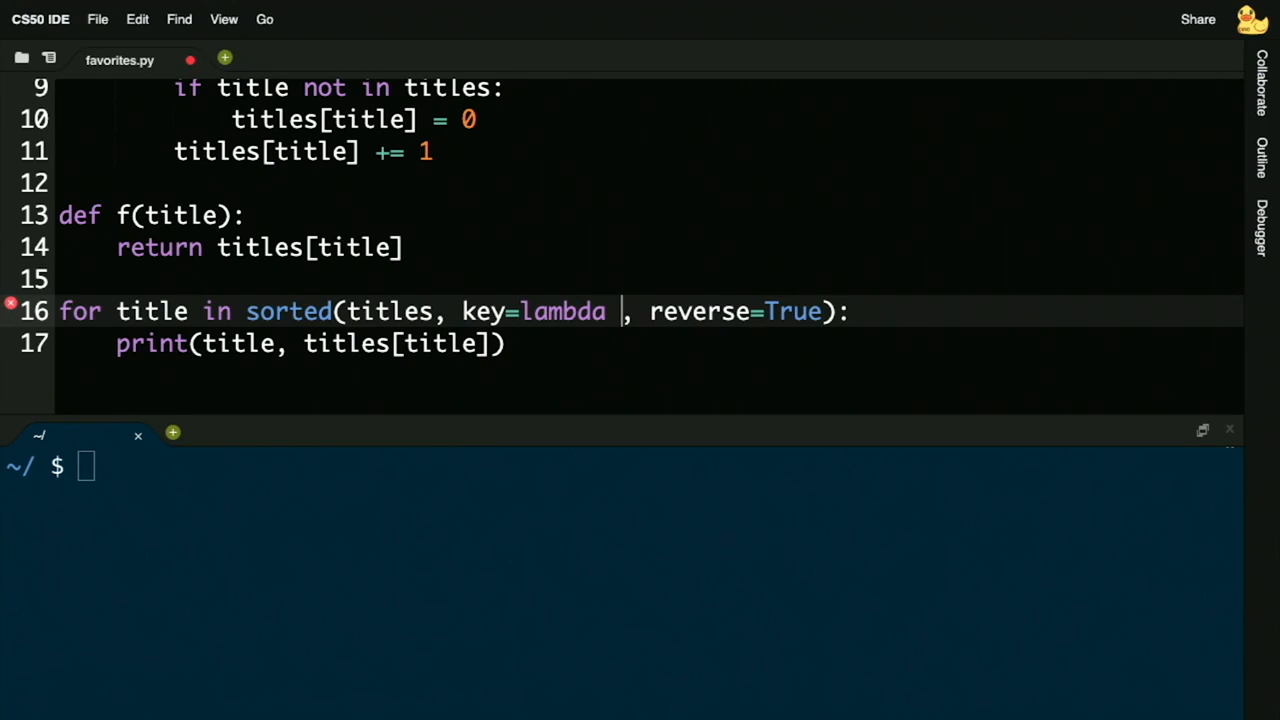 CS50 IDE File Edit Find View Go Share
favorites.py
9 if title not in titles:
10 titles[title] = 0
11 titles[title] += 1
12
13 def f(title):
14 return titles[title]
15
16 for title in sorted(titles, key=lambda , reverse=True):
17 print(title, titles[title])
~/
~/ $
Collaborate
Outline
Debugger